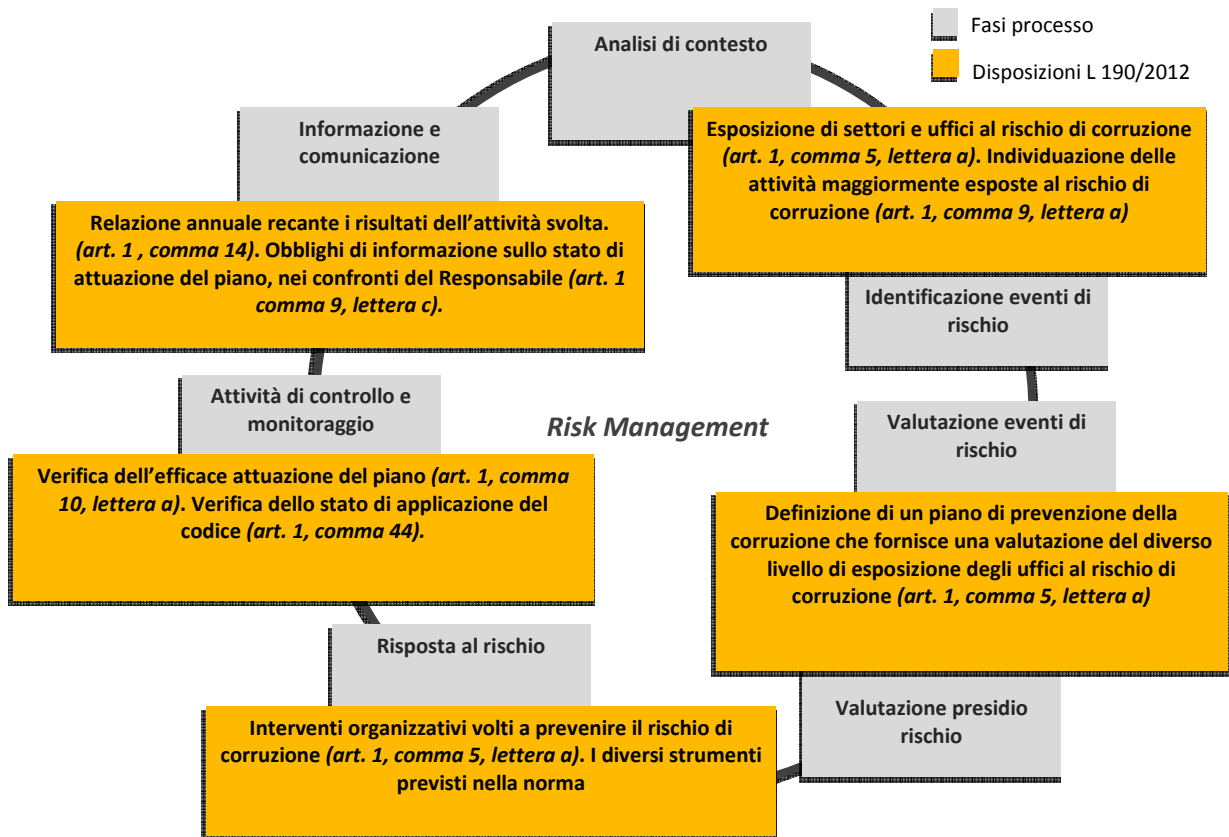 Fasi processo
Disposizioni L 190/2012
Analisi di contesto
Esposizione di settori e uffici al rischio di corruzione
(art. 1, comma 5, lettera a). Individuazione delle
attività maggiormente esposte al rischio di
corruzione (art. 1, comma 9, lettera a)
Identificazione eventi di
rischio
Valutazione eventi di
rischio
Definizione di un piano di prevenzione della
corruzione che fornisce una valutazione del diverso
livello di esposizione degli uffici al rischio di
corruzione (art. 1, comma 5, lettera a)
Valutazione presidio
rischio
Interventi organizzativi volti a prevenire il rischio di
corruzione (art. 1, comma 5, lettera a). I diversi strumenti
previsti nella norma
Risposta al rischio
Verifica dell’efficace attuazione del piano (art. 1, comma
10, lettera a). Verifica dello stato di applicazione del
codice (art. 1, comma 44).
Attività di controllo e
monitoraggio
Relazione annuale recante i risultati dell’attività svolta.
(art. 1 , comma 14). Obblighi di informazione sullo stato di
attuazione del piano, nei confronti del Responsabile (art. 1
comma 9, lettera c).
Informazione e
comunicazione
Risk Management